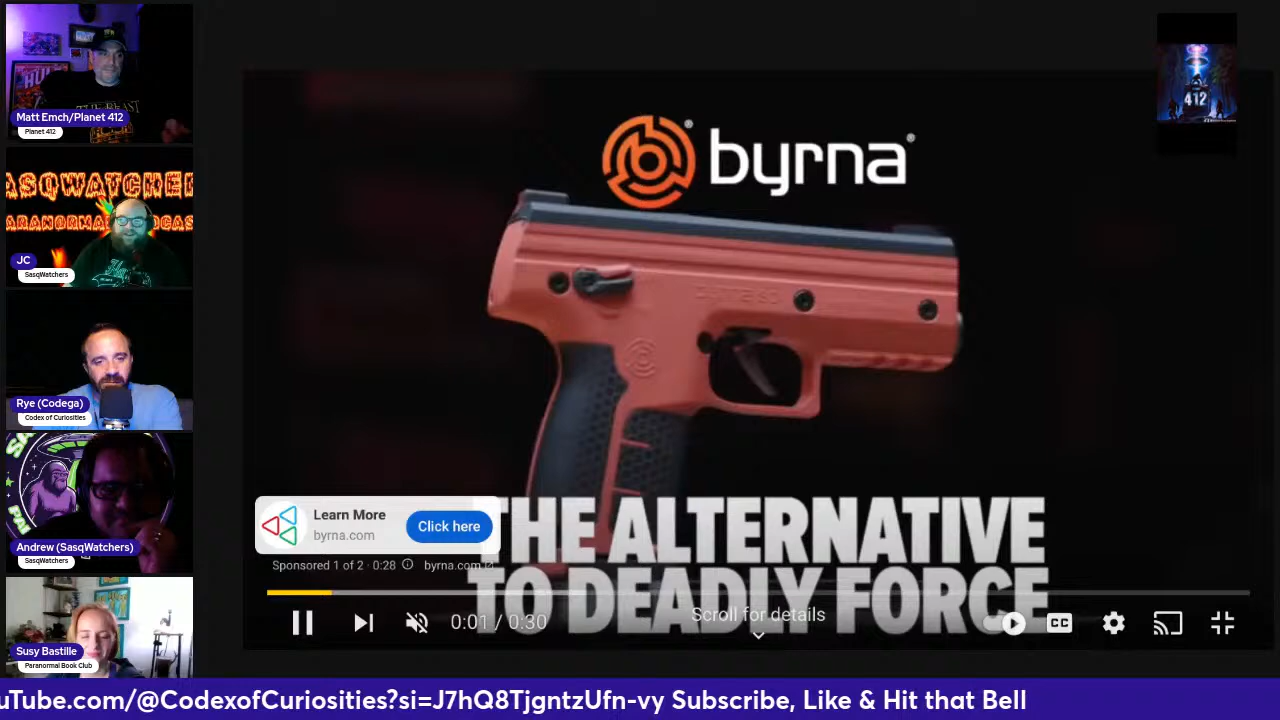 Matt Emch/Planet 412
Planet 412
JC
SasqWatchers
Rye (Codega)
Codex of Curiosities
Andrew (SasqWatchers)
SasqWatchers
Susy Bastille
Paranormal Book Club
412
byrna
THE ALTERNATIVE
TO DEADLY FORCE
Learn More
byrna.com
Click here
Sponsored 1 of 2 · 0:28
byrna.com
0:01 / 0:30
Scroll for details
CC
uTube.com/@CodexofCuriosities?si=J7hQ8TjgntzUfn-vy Subscribe, Like & Hit that Bell